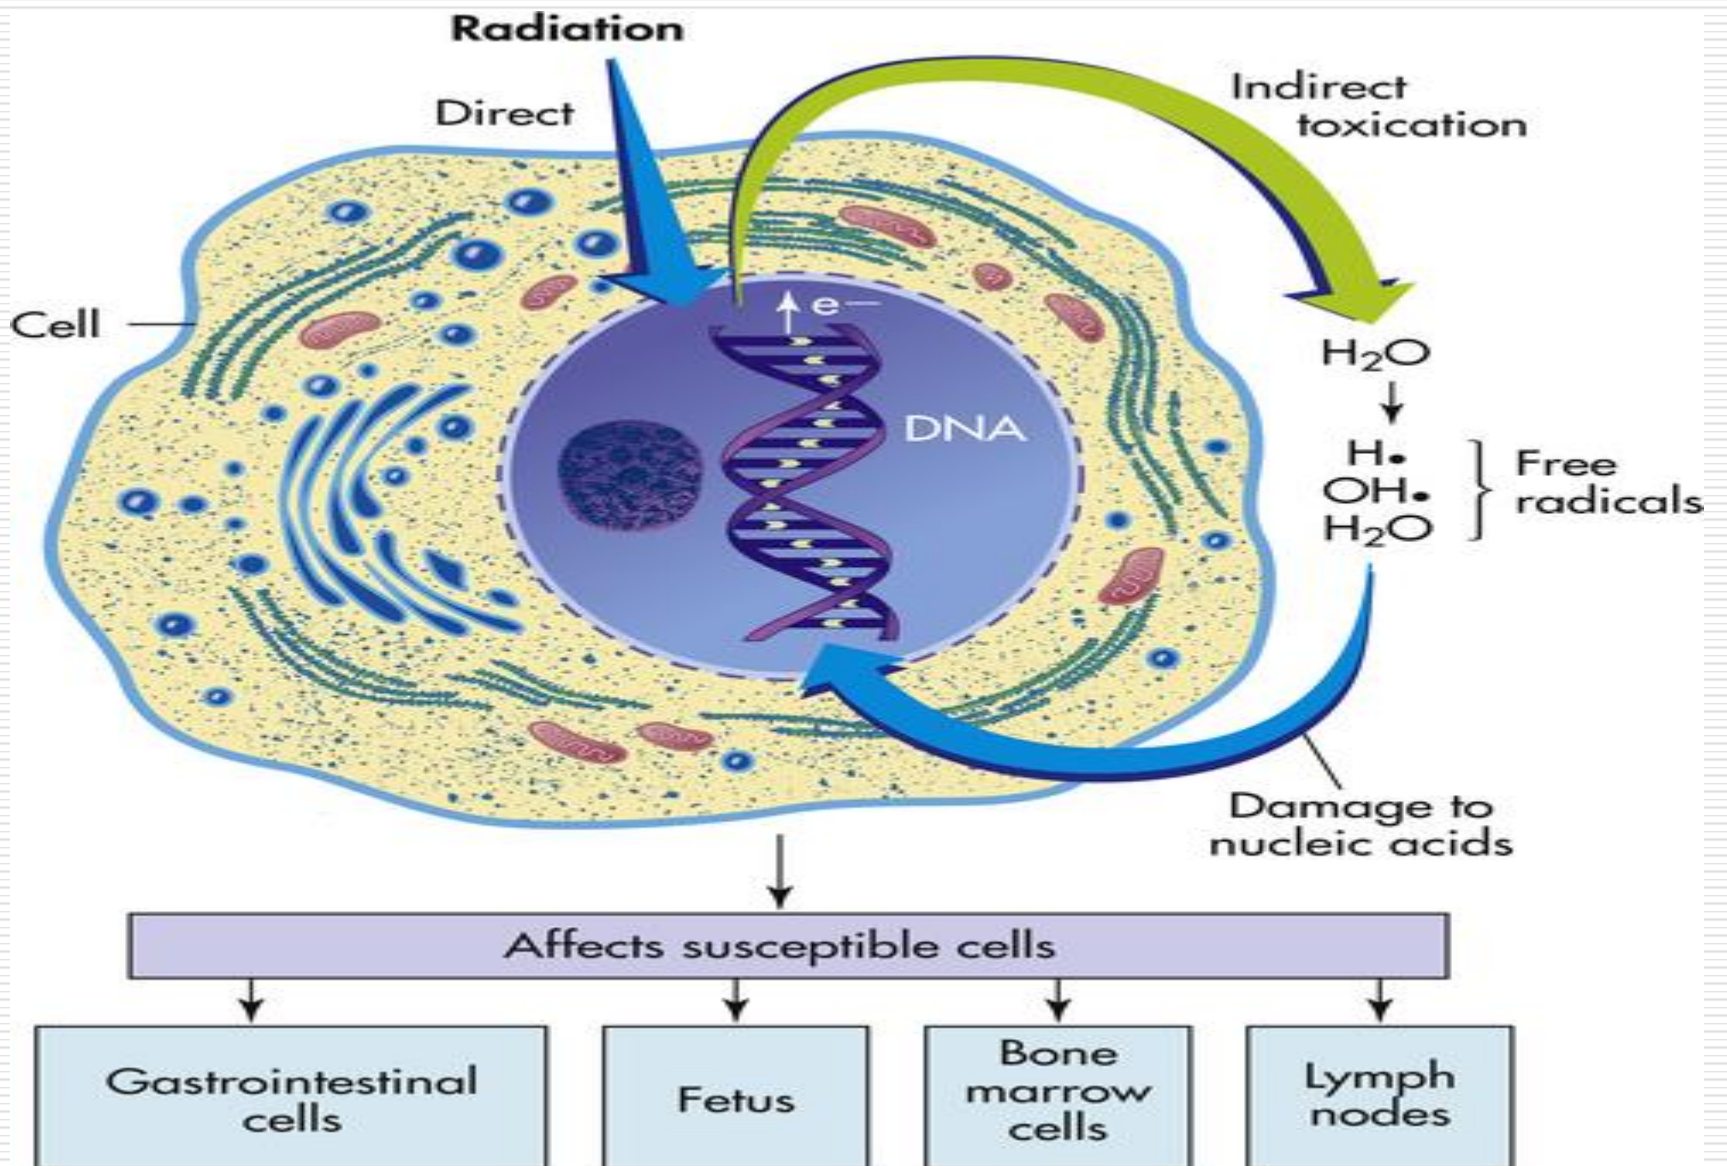 Radiation
Direct
Indirect
toxication
Cell
e—
DNA
H₂O
H•
OH•
H₂O
Free
radicals
Damage to
nucleic acids
Affects susceptible cells
Gastrointestinal
cells
Fetus
Bone
marrow
cells
Lymph
nodes